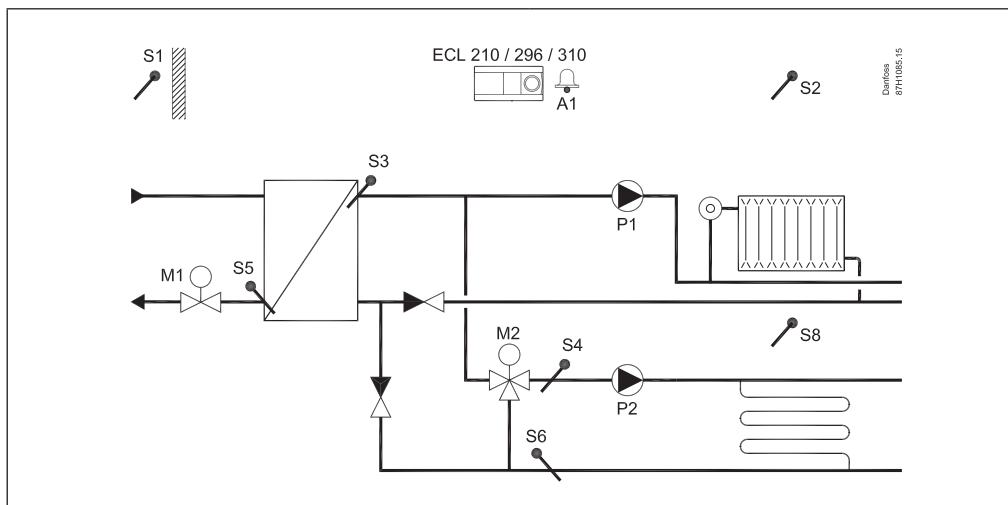 S1
ECL 210 / 296 / 310
A1
S2
Danfoss
87H1085.15
S3
P1
M1
S5
M2
S4
S8
P2
S6